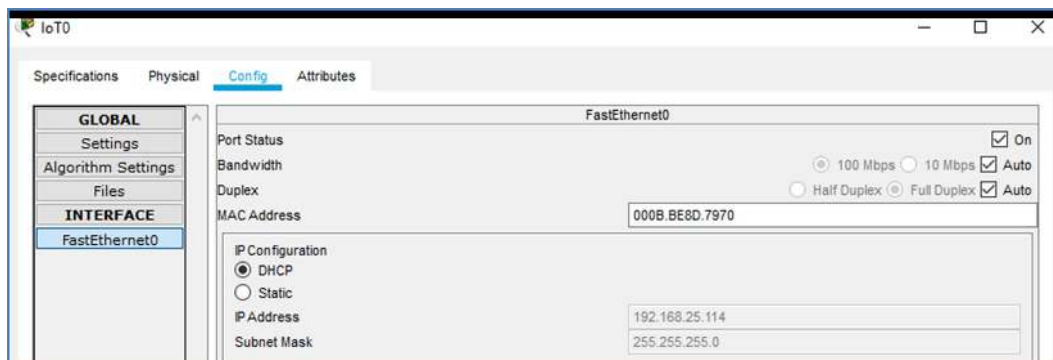 IoT0
Specifications Physical Config Attributes
GLOBAL
Settings
Algorithm Settings
Files
INTERFACE
FastEthernet0
FastEthernet0
Port Status On
Bandwidth 100 Mbps 10 Mbps Auto
Duplex Half Duplex Full Duplex Auto
MAC Address 000B.BE8D.7970
IP Configuration
DHCP
Static
IP Address 192.168.25.114
Subnet Mask 255.255.255.0